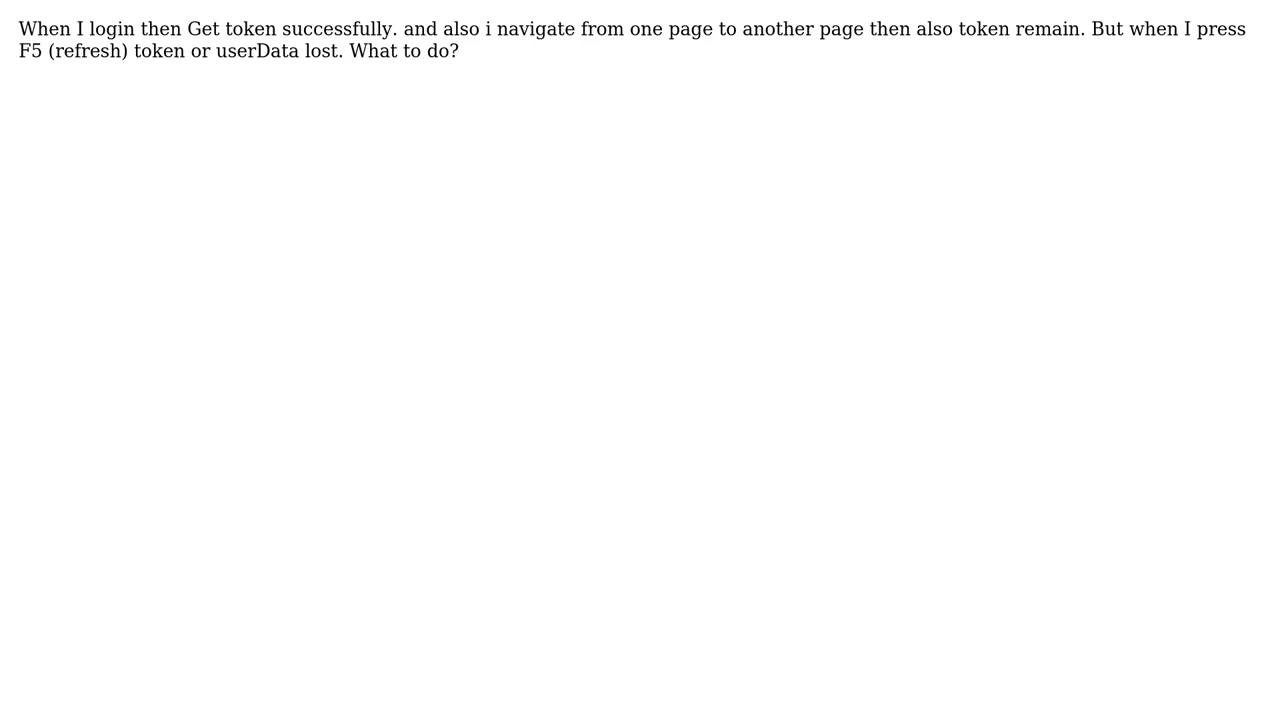 When I login then Get token successfully. and also i navigate from one page to another page then also token remain. But when I press
F5 (refresh) token or userData lost. What to do?